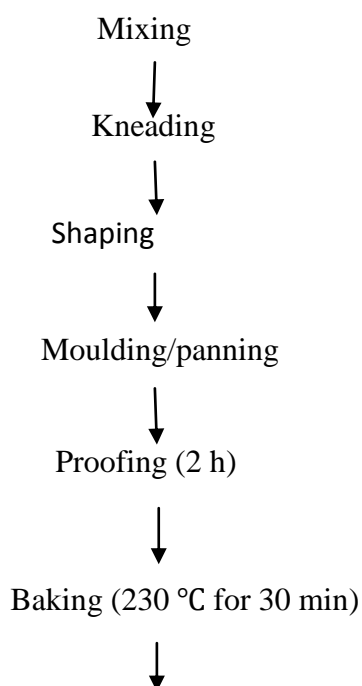 Mixing
Kneading
Shaping
Moulding/panning
Proofing (2 h)
Baking (230 ℃ for 30 min)